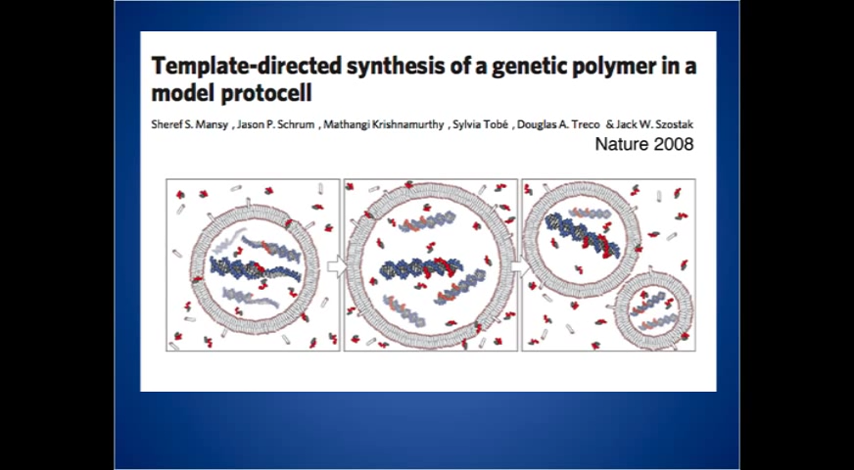 Template-directed synthesis of a genetic polymer in a
model protocell
Sheref S. Mansy , Jason P. Schrum , Mathangi Krishnamurthy , Sylvia Tobé , Douglas A. Treco & Jack W. Szostak
Nature 2008